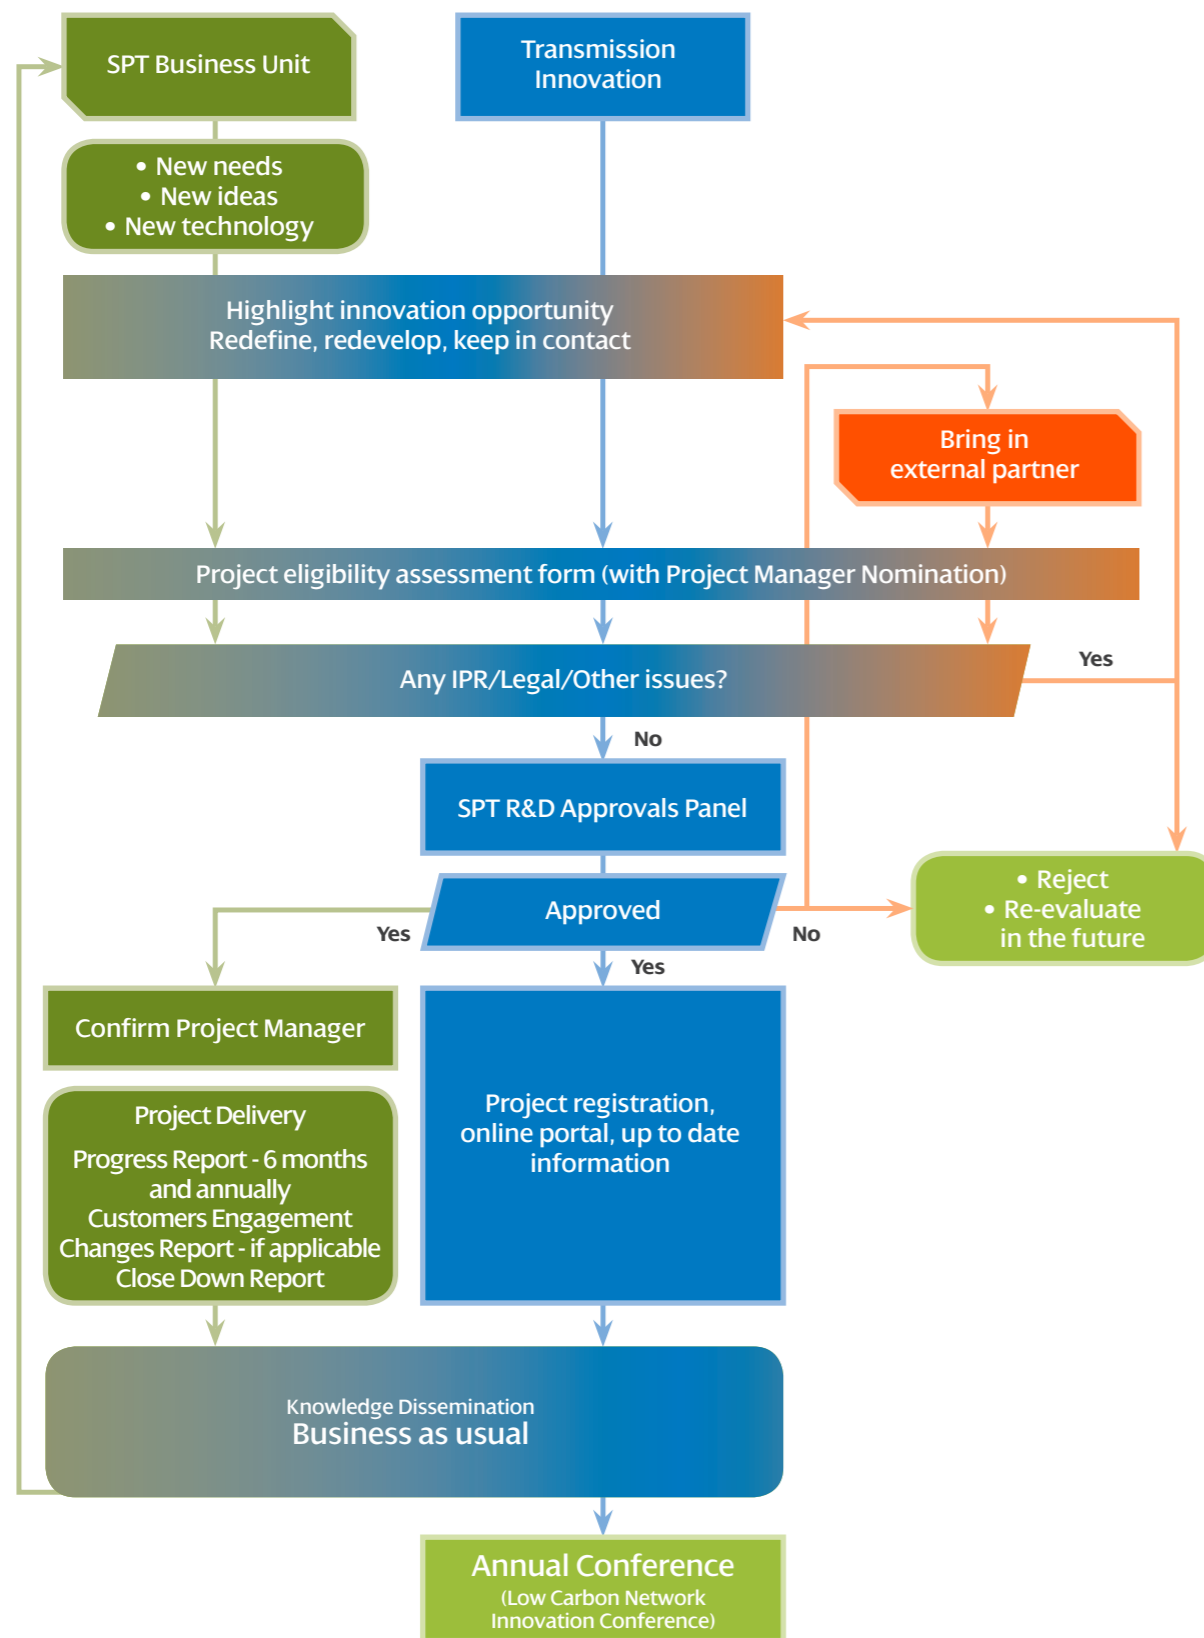 SPT Business Unit
Transmission
Innovation
• New needs
• New ideas
• New technology
Highlight innovation opportunity
Redefine, redevelop, keep in contact
Bring in
external partner
Project eligibility assessment form (with Project Manager Nomination)
Any IPR/Legal/Other issues?
Yes
No
SPT R&D Approvals Panel
Approved
Yes
No
Yes
• Reject
• Re-evaluate
in the future
Confirm Project Manager
Project Delivery
Progress Report - 6 months
and annually
Customers Engagement
Changes Report - if applicable
Close Down Report
Project registration,
online portal, up to date
information
Knowledge Dissemination
Business as usual
Annual Conference
(Low Carbon Network
Innovation Conference)